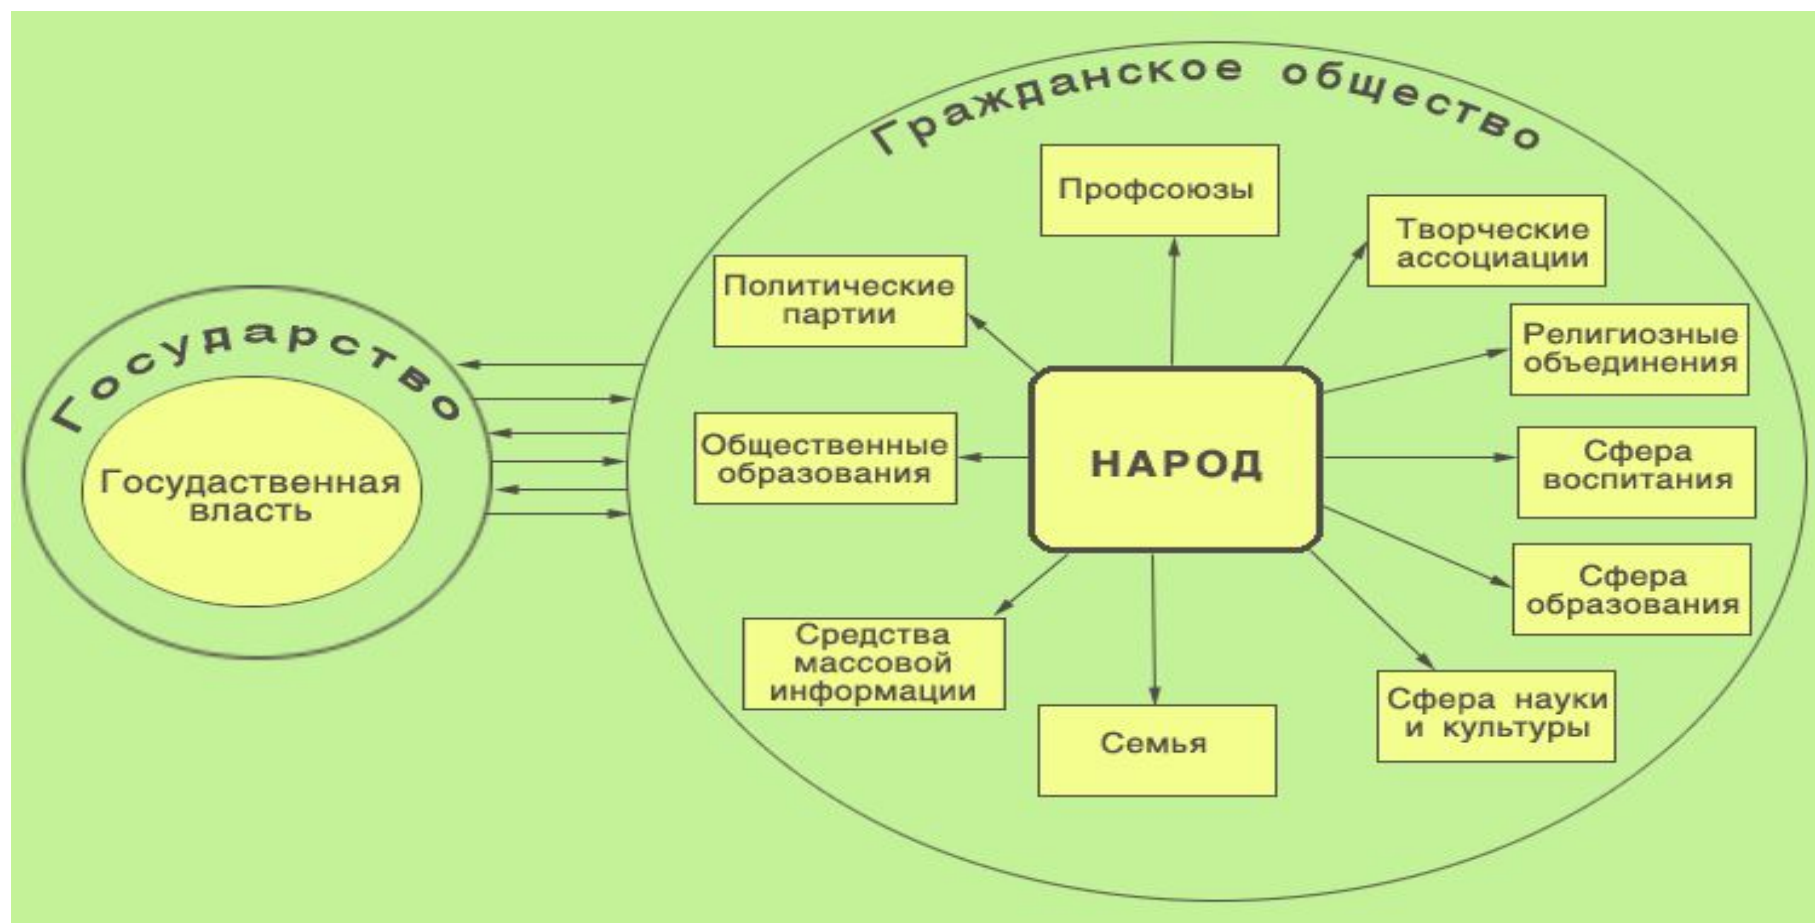 Гражданское общество
Профсоюзы
Творческие
ассоциации
Политические
партии
Религиозные
объединения
Государство
Государственная
власть
Общественные
образования
НАРОД
Сфера
воспитания
Сфера
образования
Средства
массовой
информации
Семья
Сфера науки
и культуры